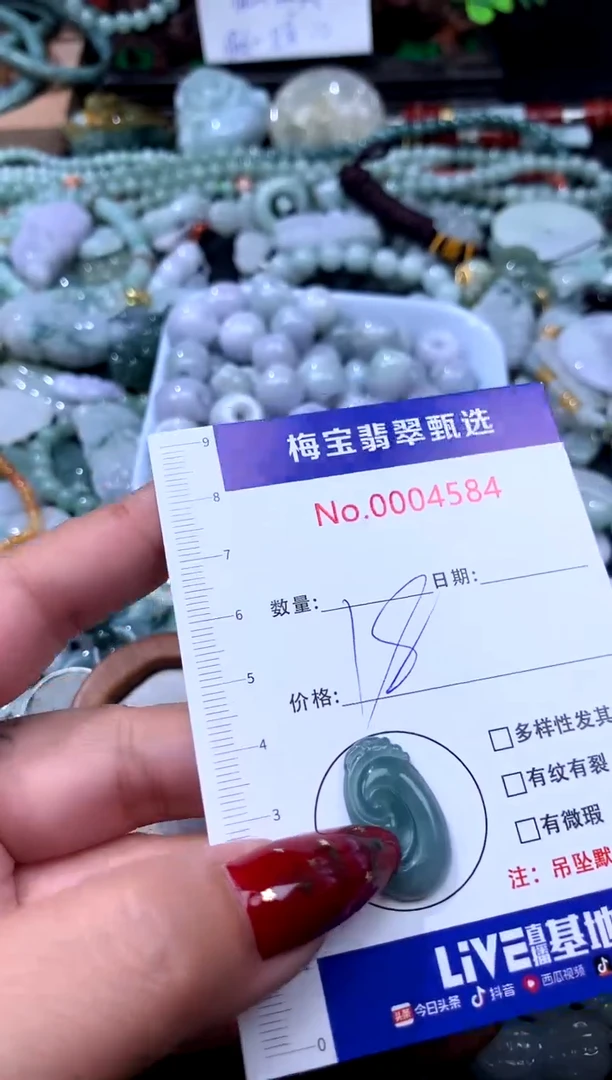 梅宝翡翠甄选
No.0004584
数量: 日期:
18
价格:
多样性发其
有纹有裂
有微瑕
注: 吊坠默
LiVE直播基地
头条 今日头条 抖音 西瓜视频
9
8
7
6
5
4
3
0